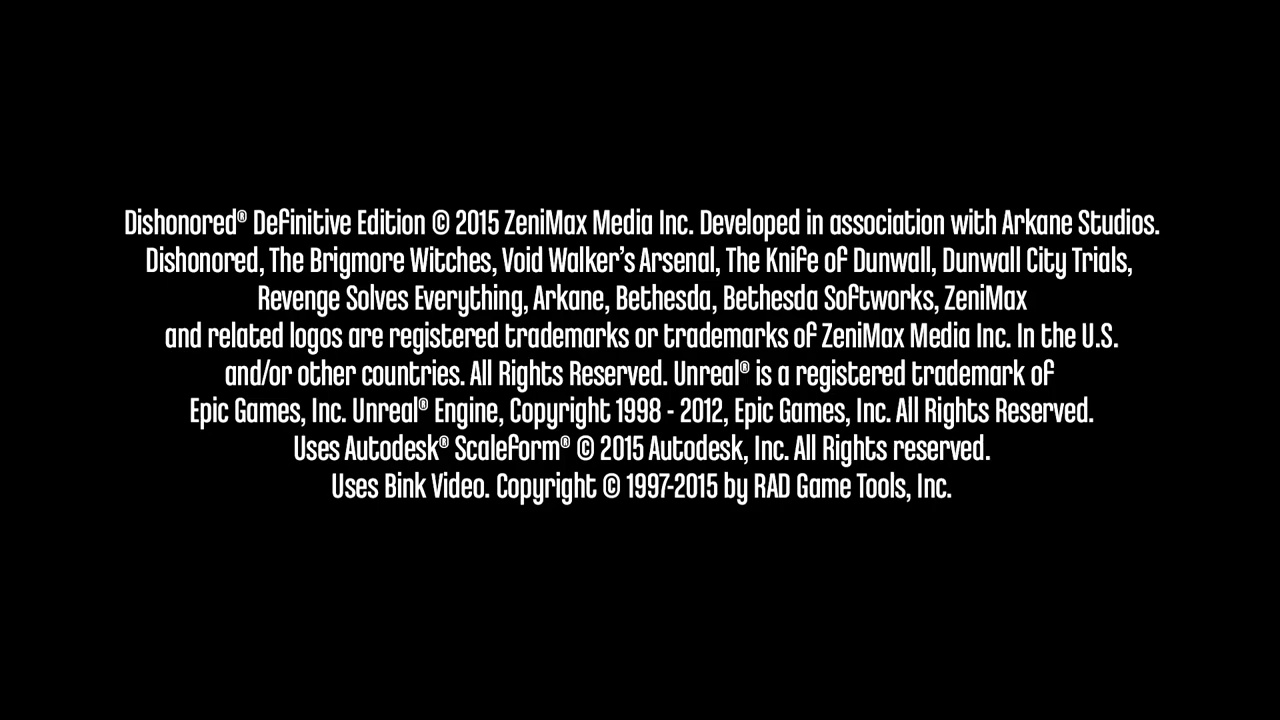 Dishonored® Definitive Edition © 2015 ZeniMax Media Inc. Developed in association with Arkane Studios.
Dishonored, The Brigmore Witches, Void Walker’s Arsenal, The Knife of Dunwall, Dunwall City Trials,
Revenge Solves Everything, Arkane, Bethesda, Bethesda Softworks, ZeniMax
and related logos are registered trademarks or trademarks of ZeniMax Media Inc. In the U.S.
and/or other countries. All Rights Reserved. Unreal® is a registered trademark of
Epic Games, Inc. Unreal® Engine, Copyright 1998 - 2012, Epic Games, Inc. All Rights Reserved.
Uses Autodesk® Scaleform® © 2015 Autodesk, Inc. All Rights reserved.
Uses Bink Video. Copyright © 1997-2015 by RAD Game Tools, Inc.